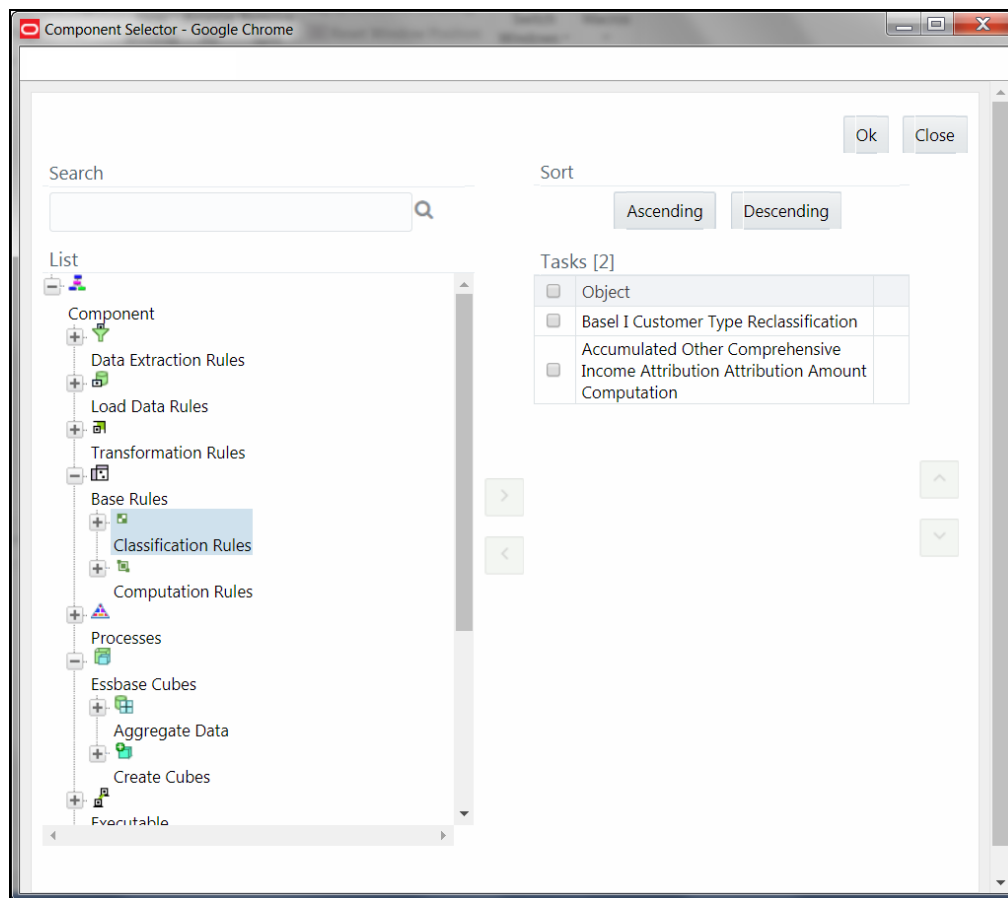 Component Selector - Google Chrome
Ok
Close
Search
Sort
Ascending
Descending
List
Tasks [2]
Object
Component
Basel I Customer Type Reclassification
Data Extraction Rules
Accumulated Other Comprehensive
Income Attribution Attribution Amount
Computation
Load Data Rules
Transformation Rules
Base Rules
Classification Rules
Computation Rules
Processes
Essbase Cubes
Aggregate Data
Create Cubes
Executable